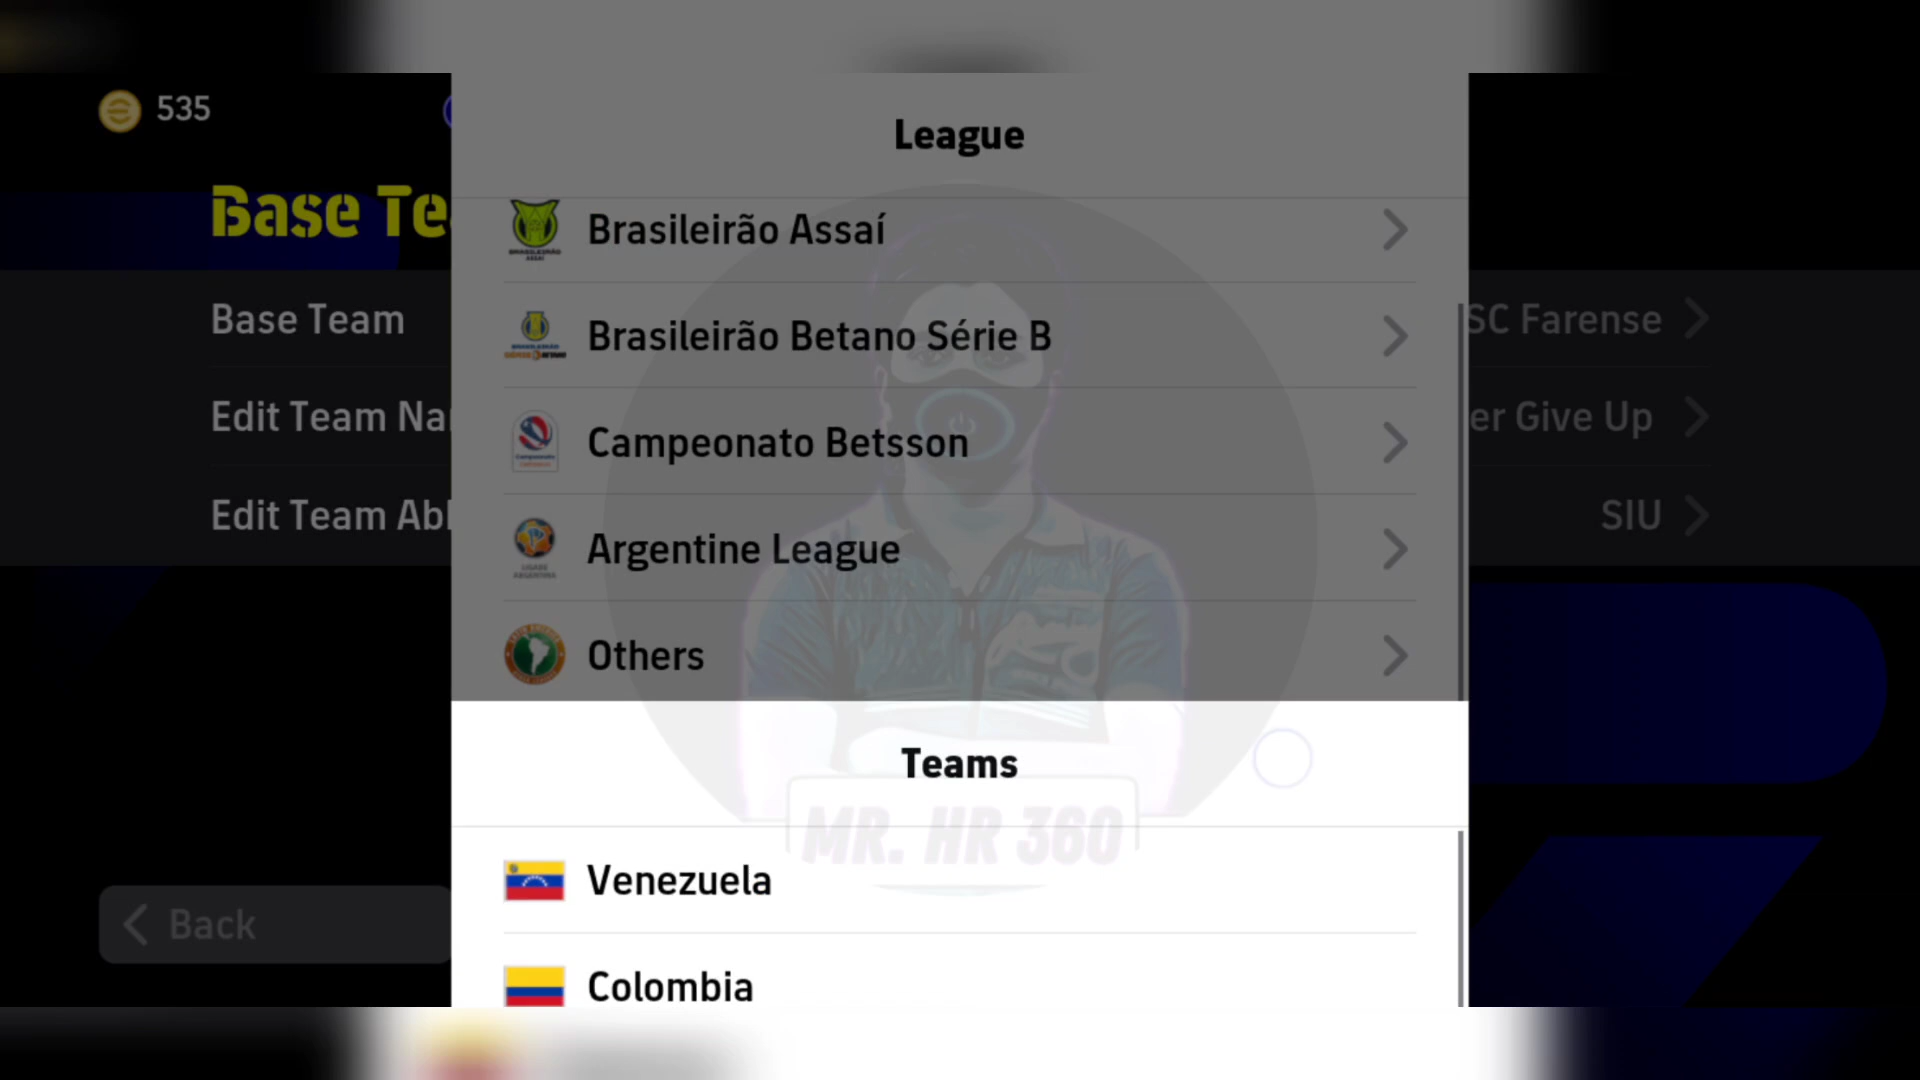 535
League
Base Te
Brasileirão Assaí
Base Team
SC Farense
Brasileirão Betano Série B
Edit Team Na
er Give Up
Campeonato Betsson
Edit Team Ab
SIU
Argentine League
Others
Teams
MR. HR 360
Venezuela
Back
Colombia